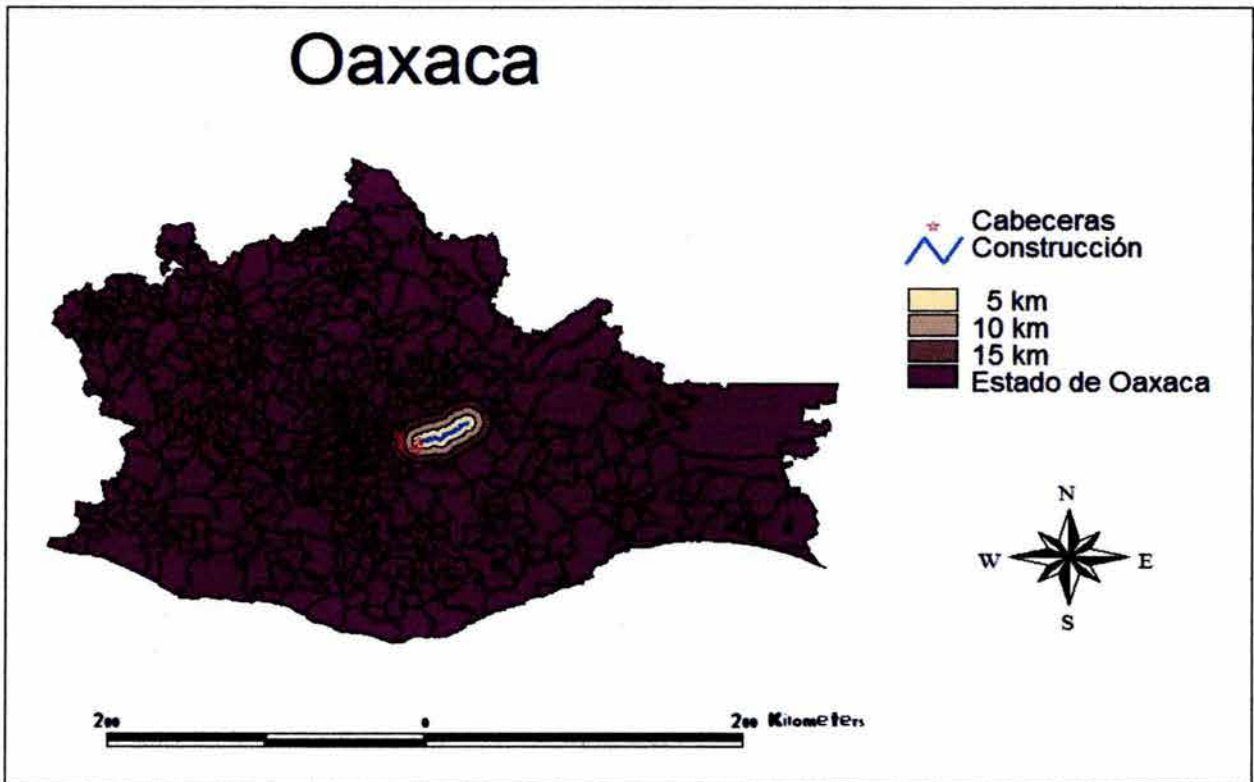 Oaxaca
Cabeceras
Construcción
5 km
10 km
15 km
Estado de Oaxaca
N
W E
S
200 0 200 Kilometers